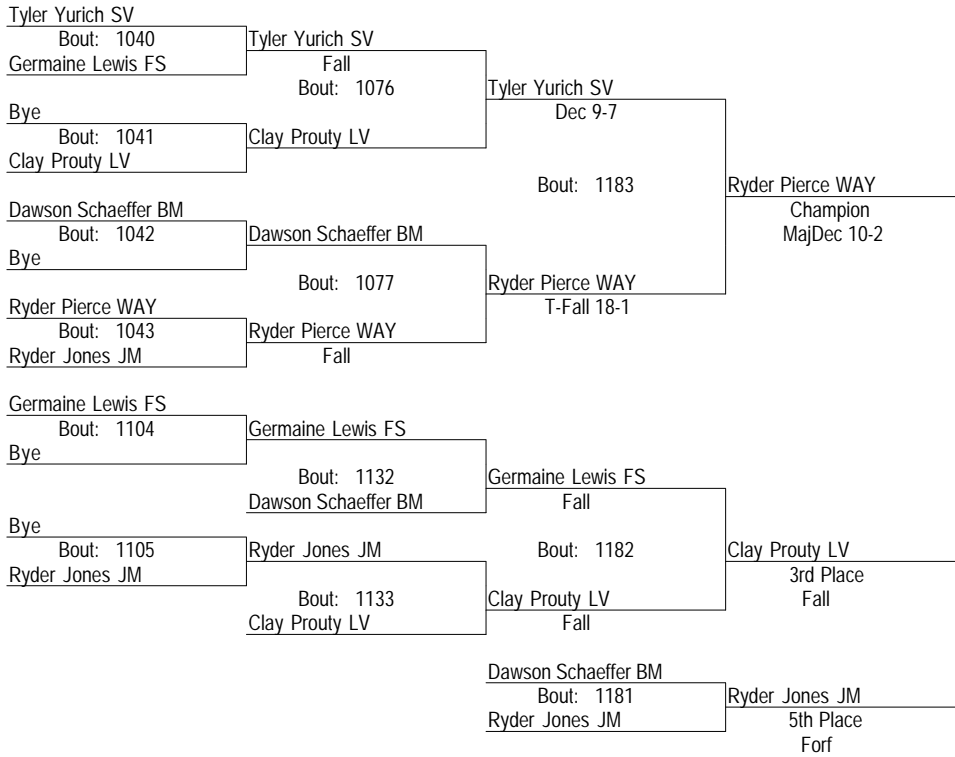 Tyler Yurich SV
Bout: 1040
Germaine Lewis FS
Tyler Yurich SV
Fall
Bout: 1076
Bye
Bout: 1041
Clay Prouty LV
Clay Prouty LV
Tyler Yurich SV
Dec 9-7
Bout: 1183
Dawson Schaeffer BM
Bout: 1042
Bye
Dawson Schaeffer BM
Bout: 1077
Ryder Pierce WAY
Bout: 1043
Ryder Jones JM
Ryder Pierce WAY
Fall
Ryder Pierce WAY
T-Fall 18-1
Ryder Pierce WAY
Champion
MajDec 10-2
Germaine Lewis FS
Bout: 1104
Bye
Germaine Lewis FS
Bout: 1132
Dawson Schaeffer BM
Germaine Lewis FS
Fall
Bye
Bout: 1105
Ryder Jones JM
Ryder Jones JM
Bout: 1133
Clay Prouty LV
Bout: 1182
Clay Prouty LV
Fall
Clay Prouty LV
3rd Place
Fall
Dawson Schaeffer BM
Bout: 1181
Ryder Jones JM
Ryder Jones JM
5th Place
Forf